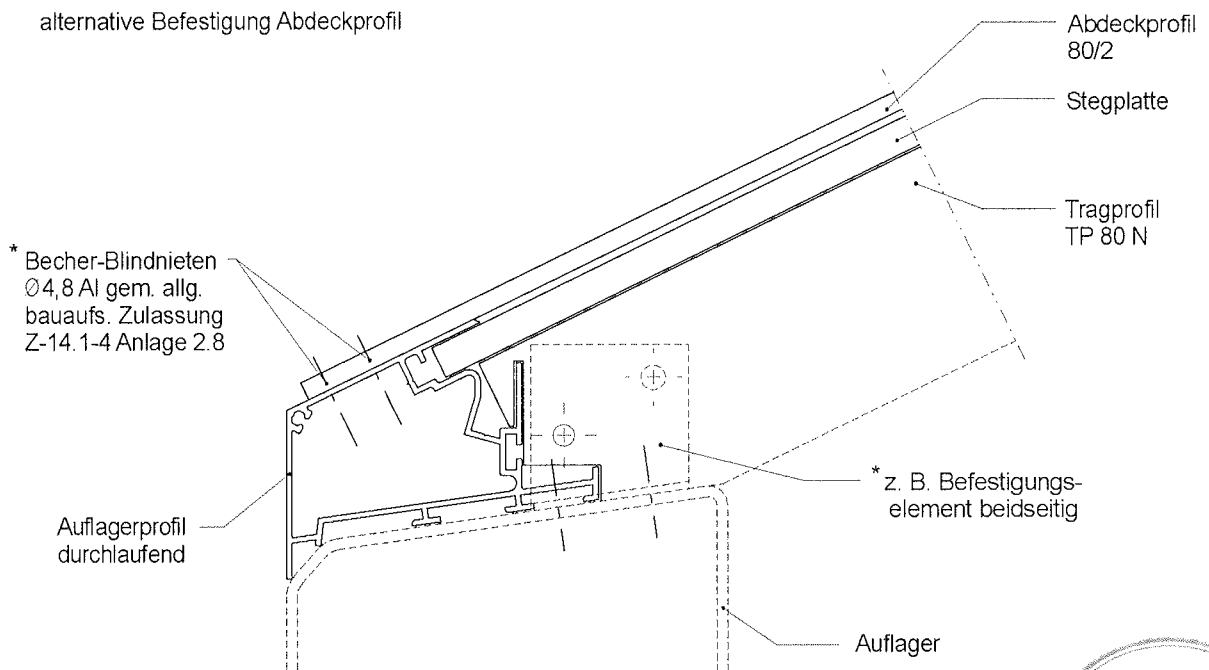 alternative Befestigung Abdeckprofil
Abdeckprofil
80/2
Stegplatte
Tragprofil
TP 80 N
* Becher-Blindnieten
Ø4,8 Al gem. allg.
bauaufs. Zulassung
Z-14.1-4 Anlage 2.8
* z. B. Befestigungs-
element beidseitig
Auflagerprofil
durchlaufend
Auflager